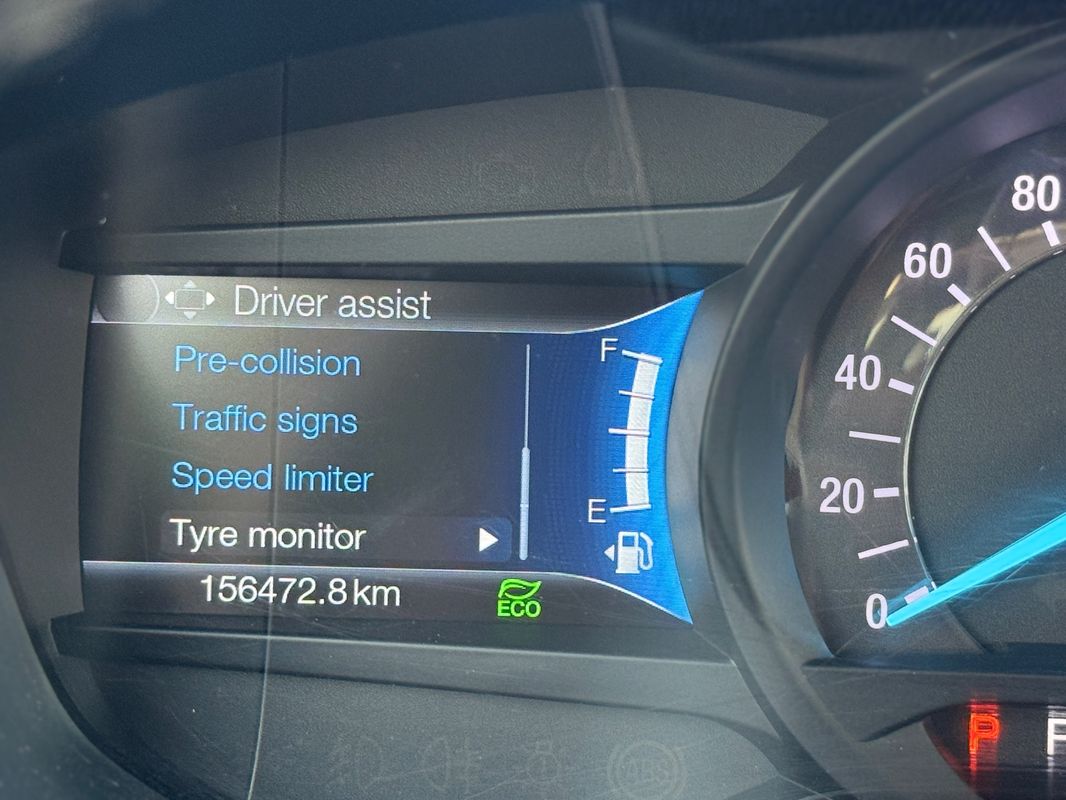 Driver assist
Pre-collision
Traffic signs
Speed limiter
Tyre monitor
156472.8 km
ECO
F
E
80
60
40
20
0
P